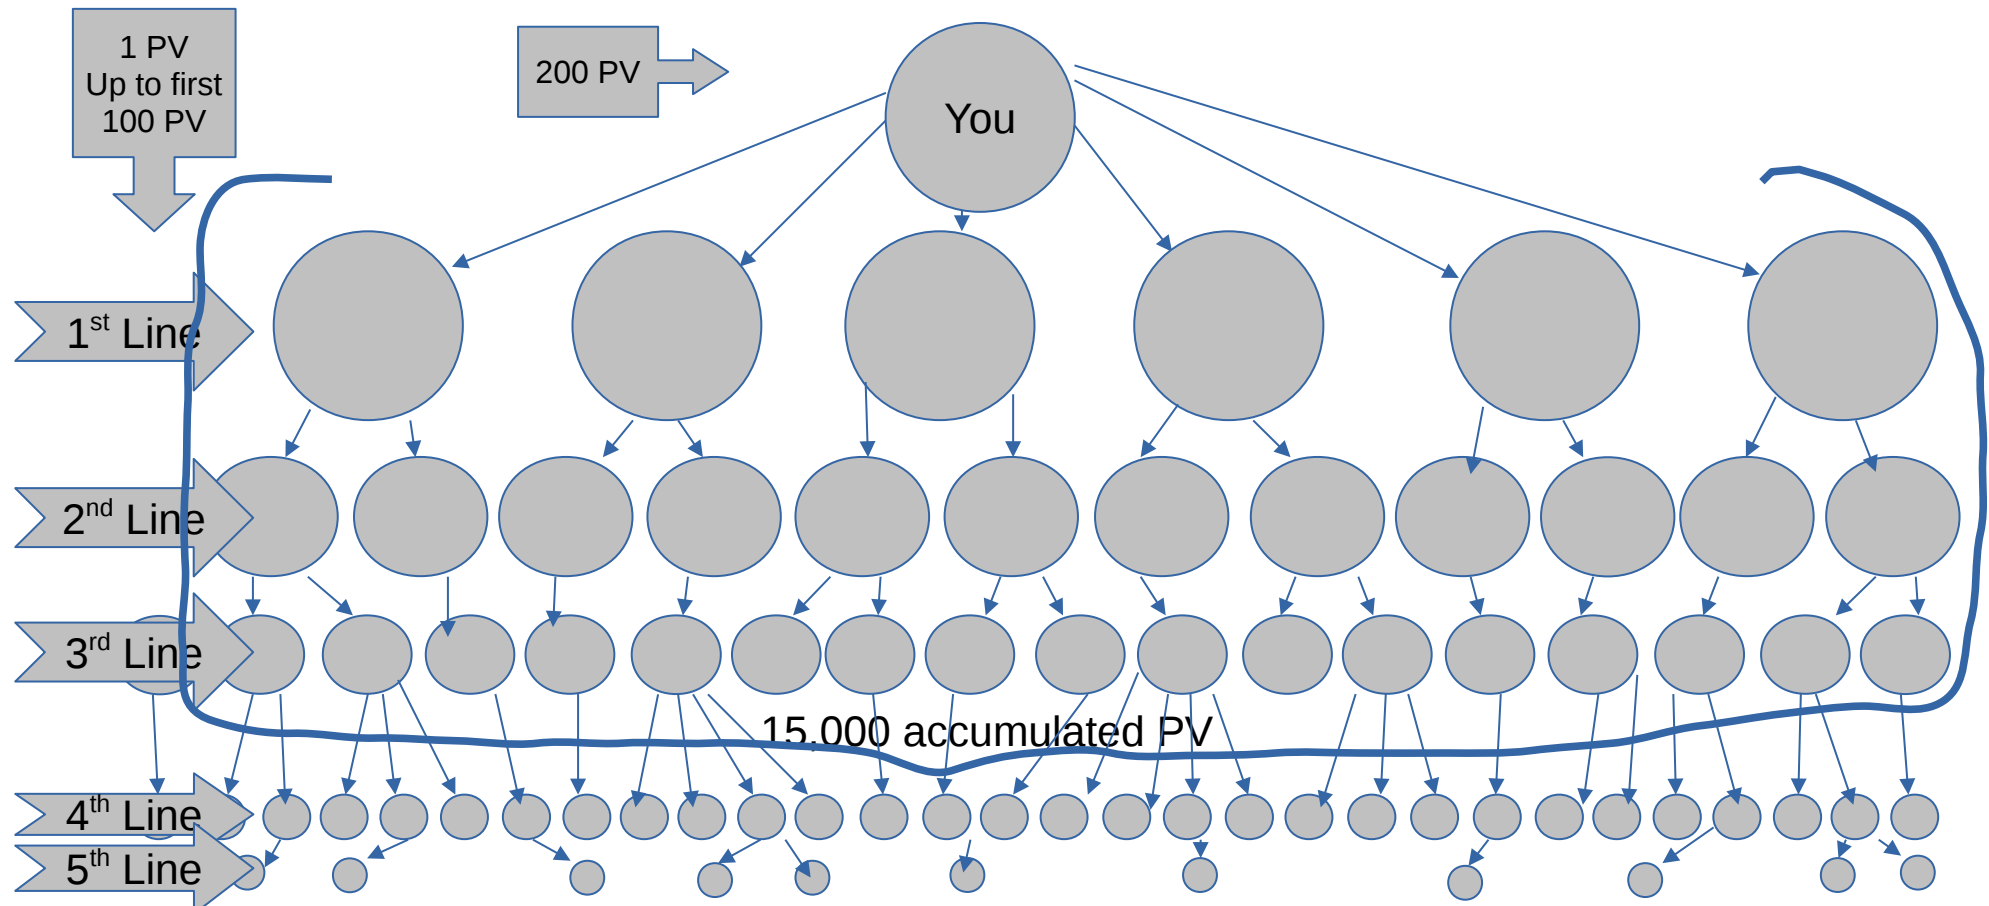 1 PV
Up to first
100 PV
200 PV
You
1st Line
2nd Line
3rd Line
15,000 accumulated PV
4th Line
5th Line